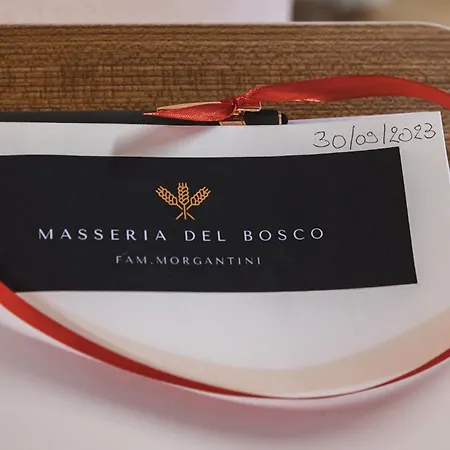 30/09/2023
MASSERIA DEL BOSCO
FAM.MORGANTINI